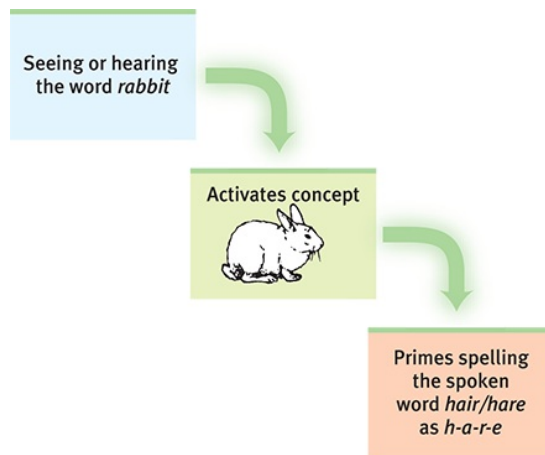 Seeing or hearing
the word rabbit
Activates concept
Primes spelling
the spoken
word hair/hare
as h-a-r-e